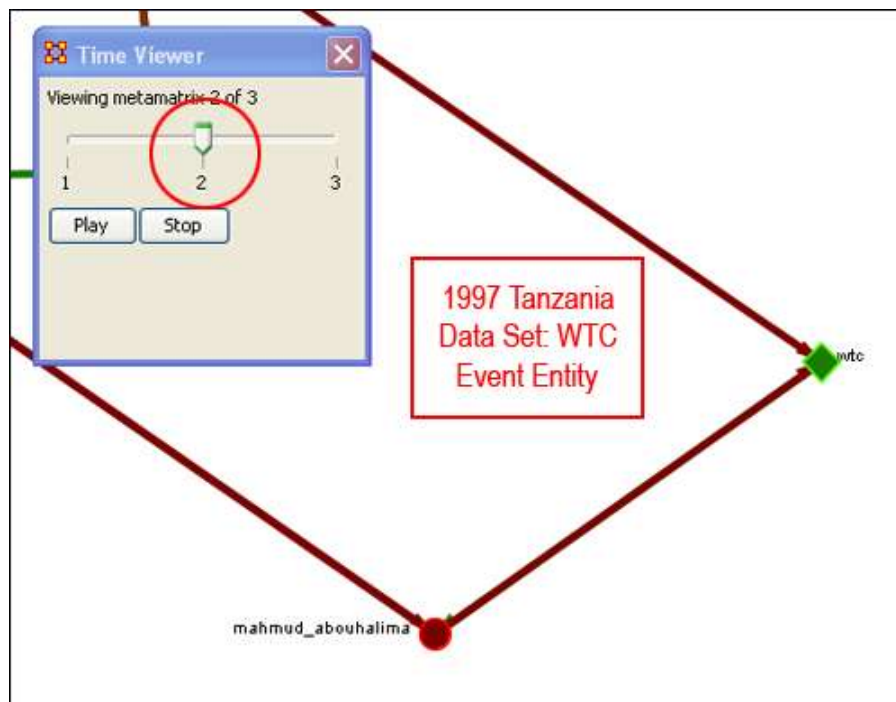 Time Viewer
Viewing metamatrix 2 of 3
1 2 3
Play Stop
1997 Tanzania
Data Set: WTC
Event Entity
wtc
mahmud_abouhalima